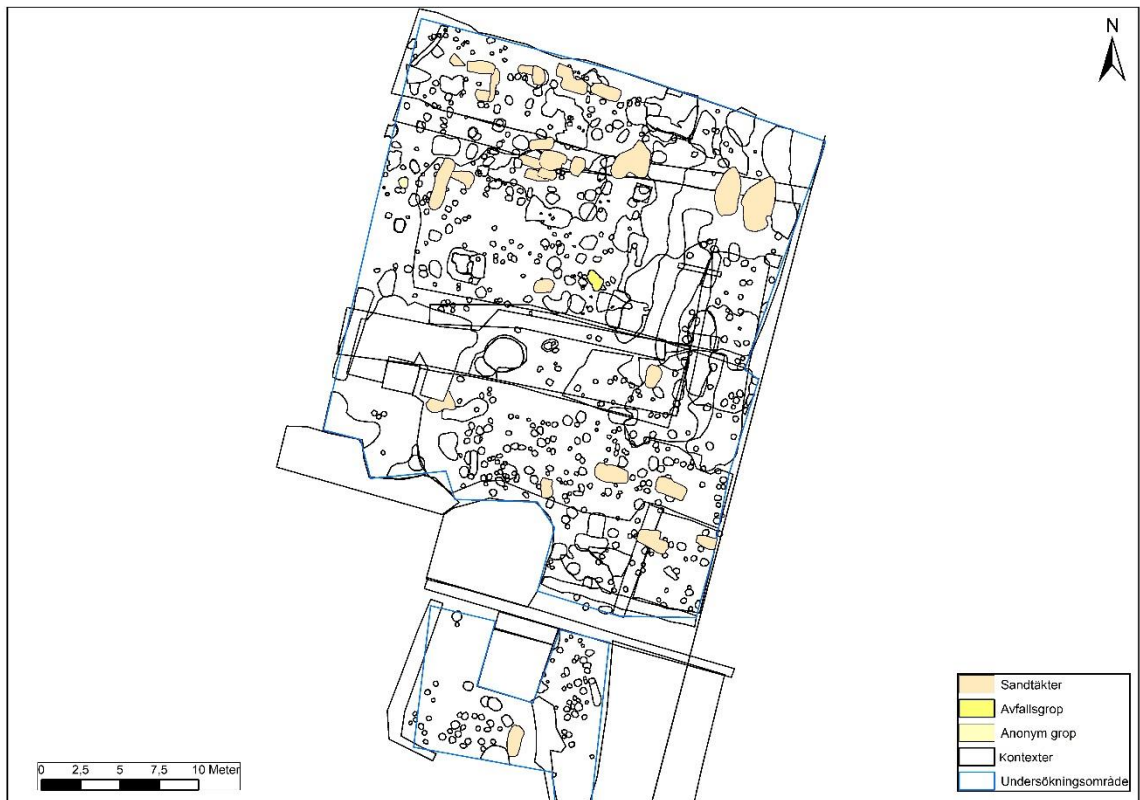 N
Sandtäkter
Avfallsgrop
Anonym grop
Kontexter
Undersökningsområde
0 2,5 5 7,5 10 Meter